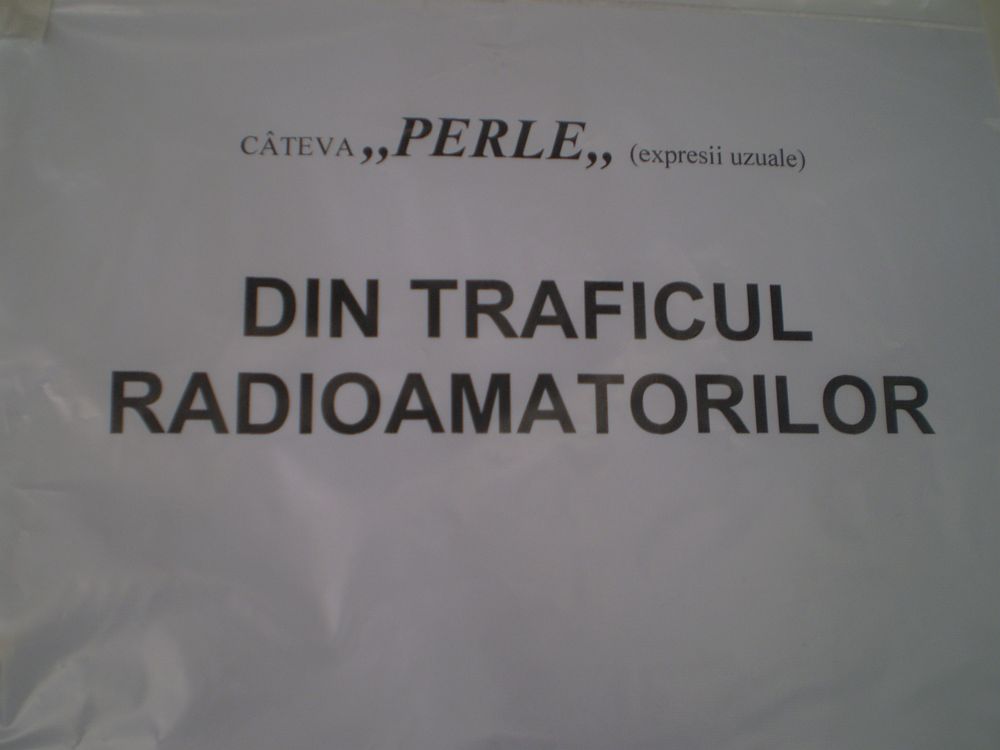 CÂTEVA ,,PERLE,, (expresii uzuale)
DIN TRAFICUL
RADIOAMATORILOR